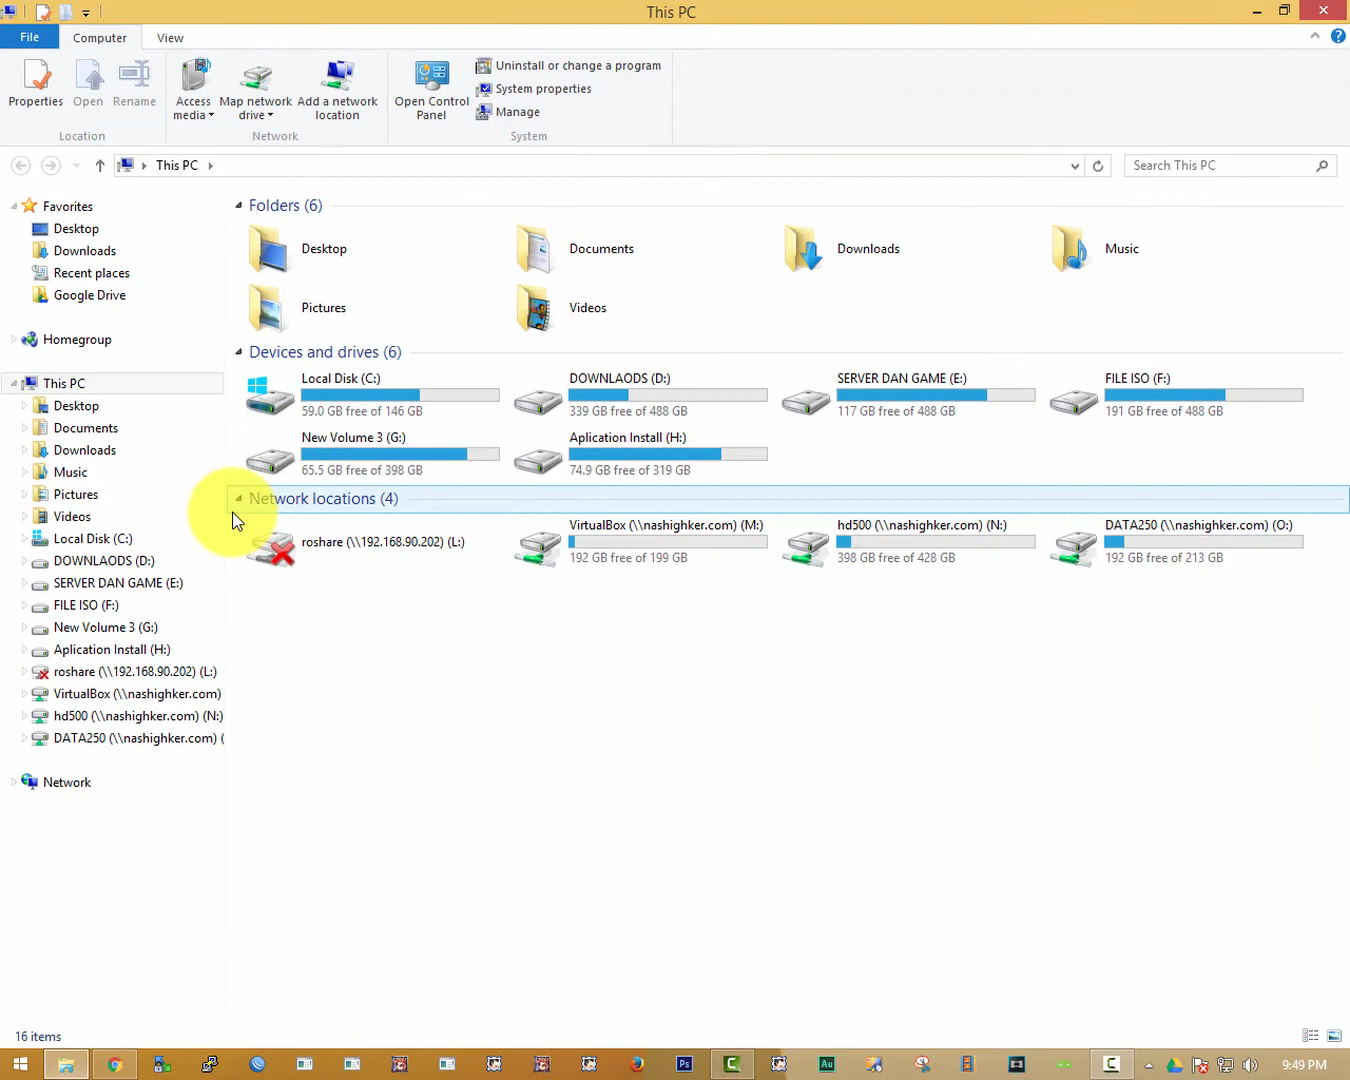 This PC
File
Computer
View
Properties
Open
Rename
Access media
Map network drive
Add a network location
Open Control Panel
Uninstall or change a program
System properties
Manage
Location
Network
System
This PC
Search This PC
Favorites
Desktop
Downloads
Recent places
Google Drive
Homegroup
This PC
Desktop
Documents
Downloads
Music
Pictures
Videos
Local Disk (C:)
DOWNLAODS (D:)
SERVER DAN GAME (E:)
FILE ISO (F:)
New Volume 3 (G:)
Aplication Install (H:)
roshare (\\192.168.90.202) (L:)
VirtualBox (\\nashighker.com)
hd500 (\\nashighker.com) (N:)
DATA250 (\\nashighker.com) (
Network
Folders (6)
Desktop
Documents
Downloads
Music
Pictures
Videos
Devices and drives (6)
Local Disk (C:)
59.0 GB free of 146 GB
DOWNLAODS (D:)
339 GB free of 488 GB
SERVER DAN GAME (E:)
117 GB free of 488 GB
FILE ISO (F:)
191 GB free of 488 GB
New Volume 3 (G:)
65.5 GB free of 398 GB
Aplication Install (H:)
74.9 GB free of 319 GB
Network locations (4)
roshare (\\192.168.90.202) (L:)
VirtualBox (\\nashighker.com) (M:)
192 GB free of 199 GB
hd500 (\\nashighker.com) (N:)
398 GB free of 428 GB
DATA250 (\\nashighker.com) (O:)
192 GB free of 213 GB
16 items
Ps
Au
9:49 PM